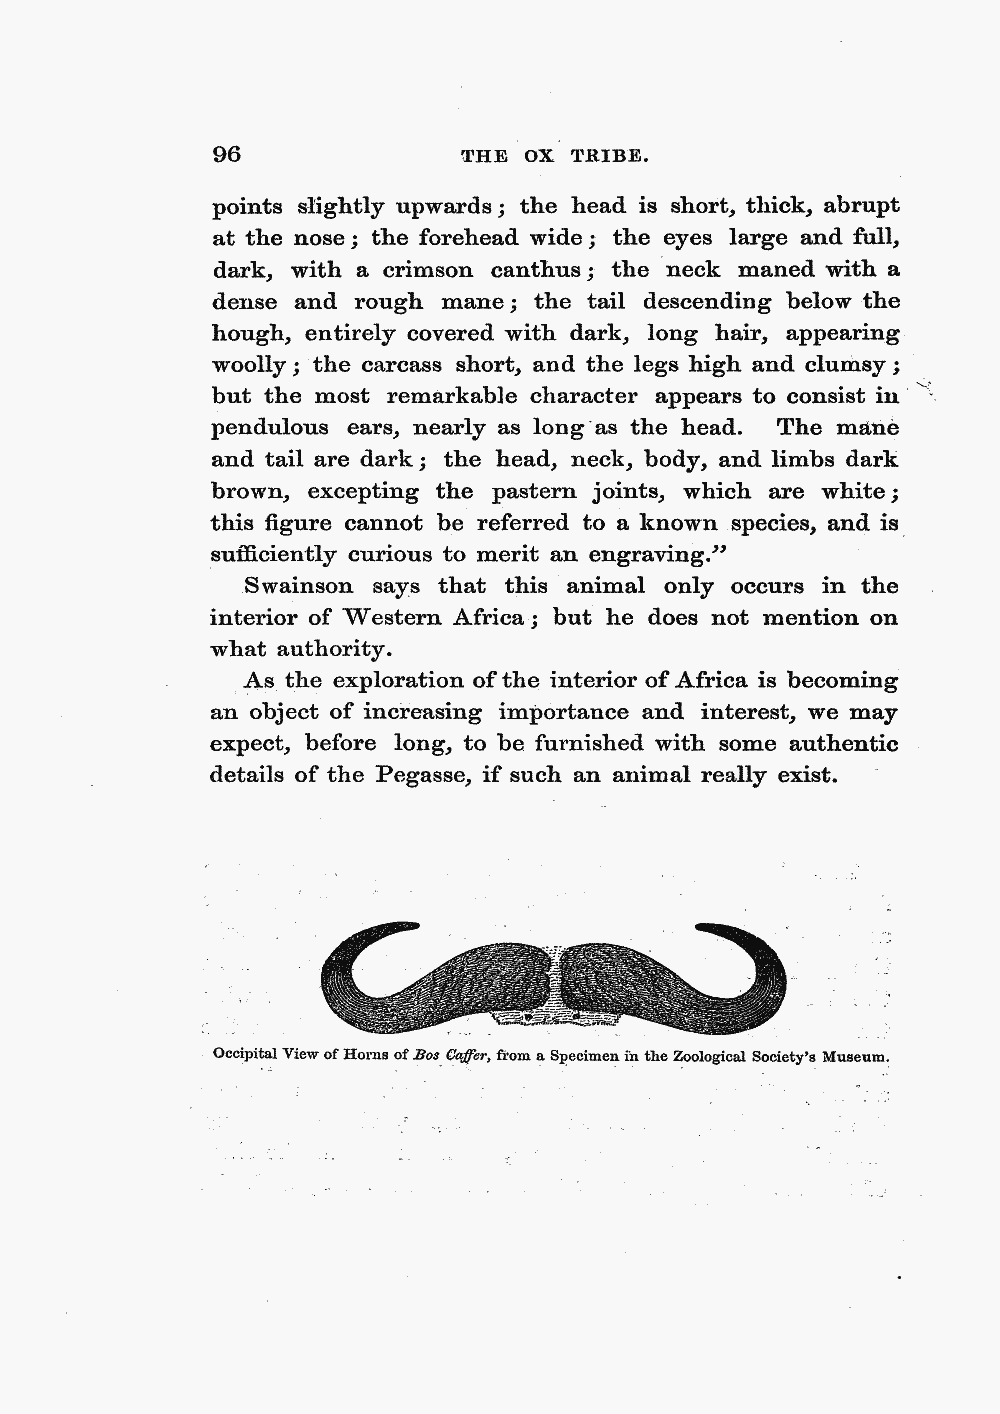 96 THE OX TRIBE.
points slightly upwards; the head is short, thick, abrupt
at the nose; the forehead wide; the eyes large and full,
dark, with a crimson canthus; the neck maned with a
dense and rough mane; the tail descending below the
hough, entirely covered with dark, long hair, appearing
woolly; the carcass short, and the legs high and clumsy;
but the most remarkable character appears to consist in
pendulous ears, nearly as long as the head. The mane
and tail are dark; the head, neck, body, and limbs dark
brown, excepting the pastern joints, which are white;
this figure cannot be referred to a known species, and is
sufficiently curious to merit an engraving.”
Swainson says that this animal only occurs in the
interior of Western Africa; but he does not mention on
what authority.
As the exploration of the interior of Africa is becoming
an object of increasing importance and interest, we may
expect, before long, to be furnished with some authentic
details of the Pegasse, if such an animal really exist.
Occipital View of Horns of Bos Caffer, from a Specimen in the Zoological Society’s Museum.